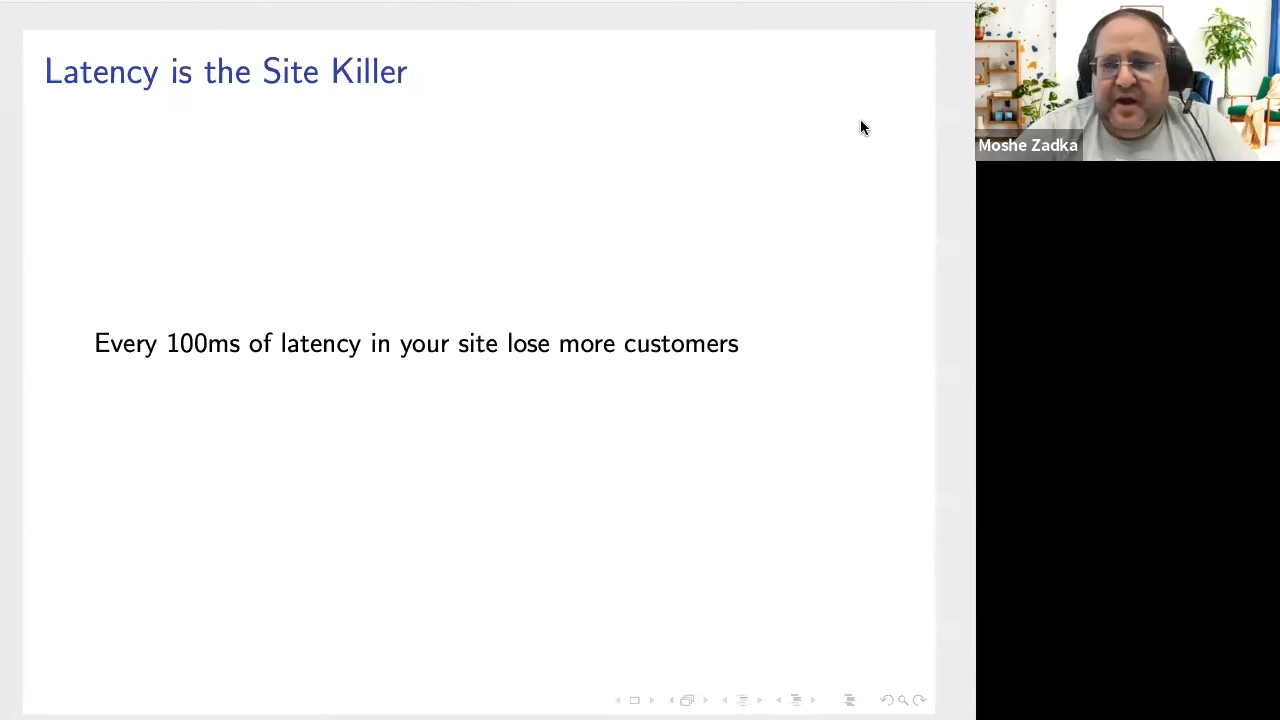 Latency is the Site Killer
Moshe Zadka
Every 100ms of latency in your site lose more customers